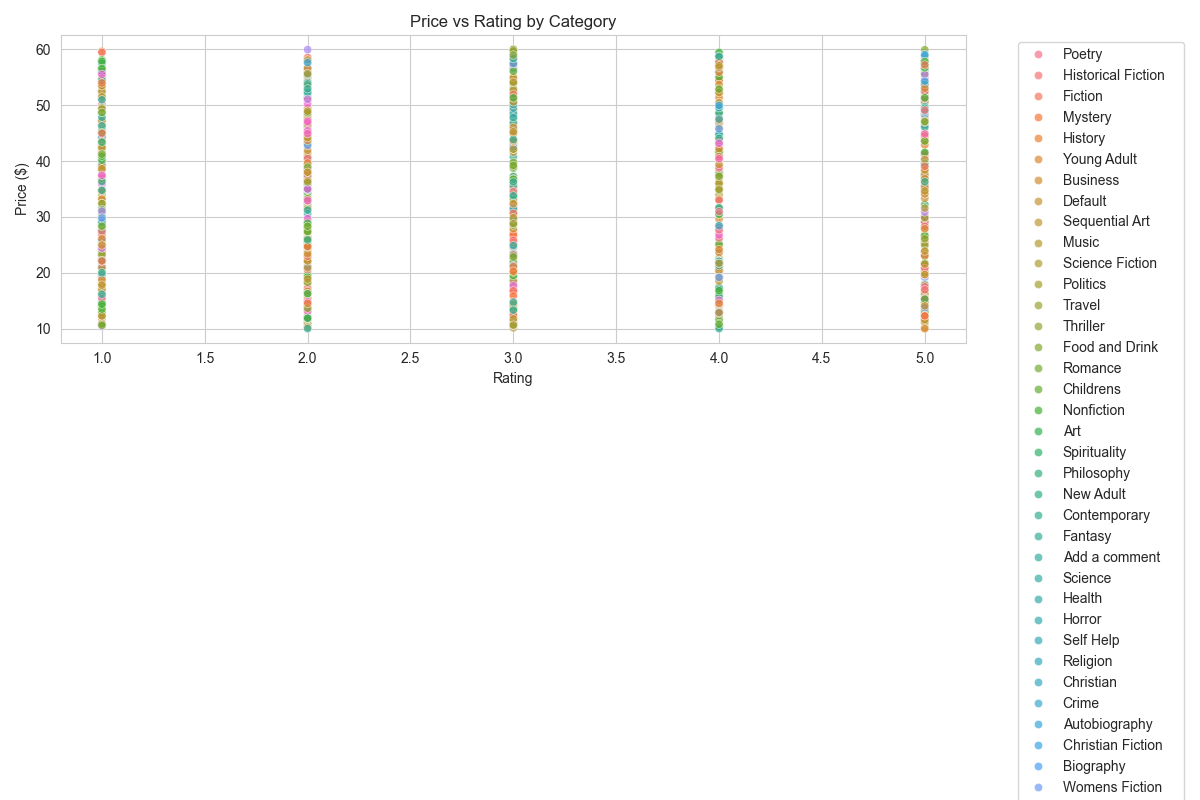 Price vs Rating by Category
Price ($)
60
50
40
30
20
10
1.0
1.5
2.0
2.5
3.0
3.5
4.0
4.5
5.0
Rating
Poetry
Historical Fiction
Fiction
Mystery
History
Young Adult
Business
Default
Sequential Art
Music
Science Fiction
Politics
Travel
Thriller
Food and Drink
Romance
Childrens
Nonfiction
Art
Spirituality
Philosophy
New Adult
Contemporary
Fantasy
Add a comment
Science
Health
Horror
Self Help
Religion
Christian
Crime
Autobiography
Christian Fiction
Biography
Womens Fiction